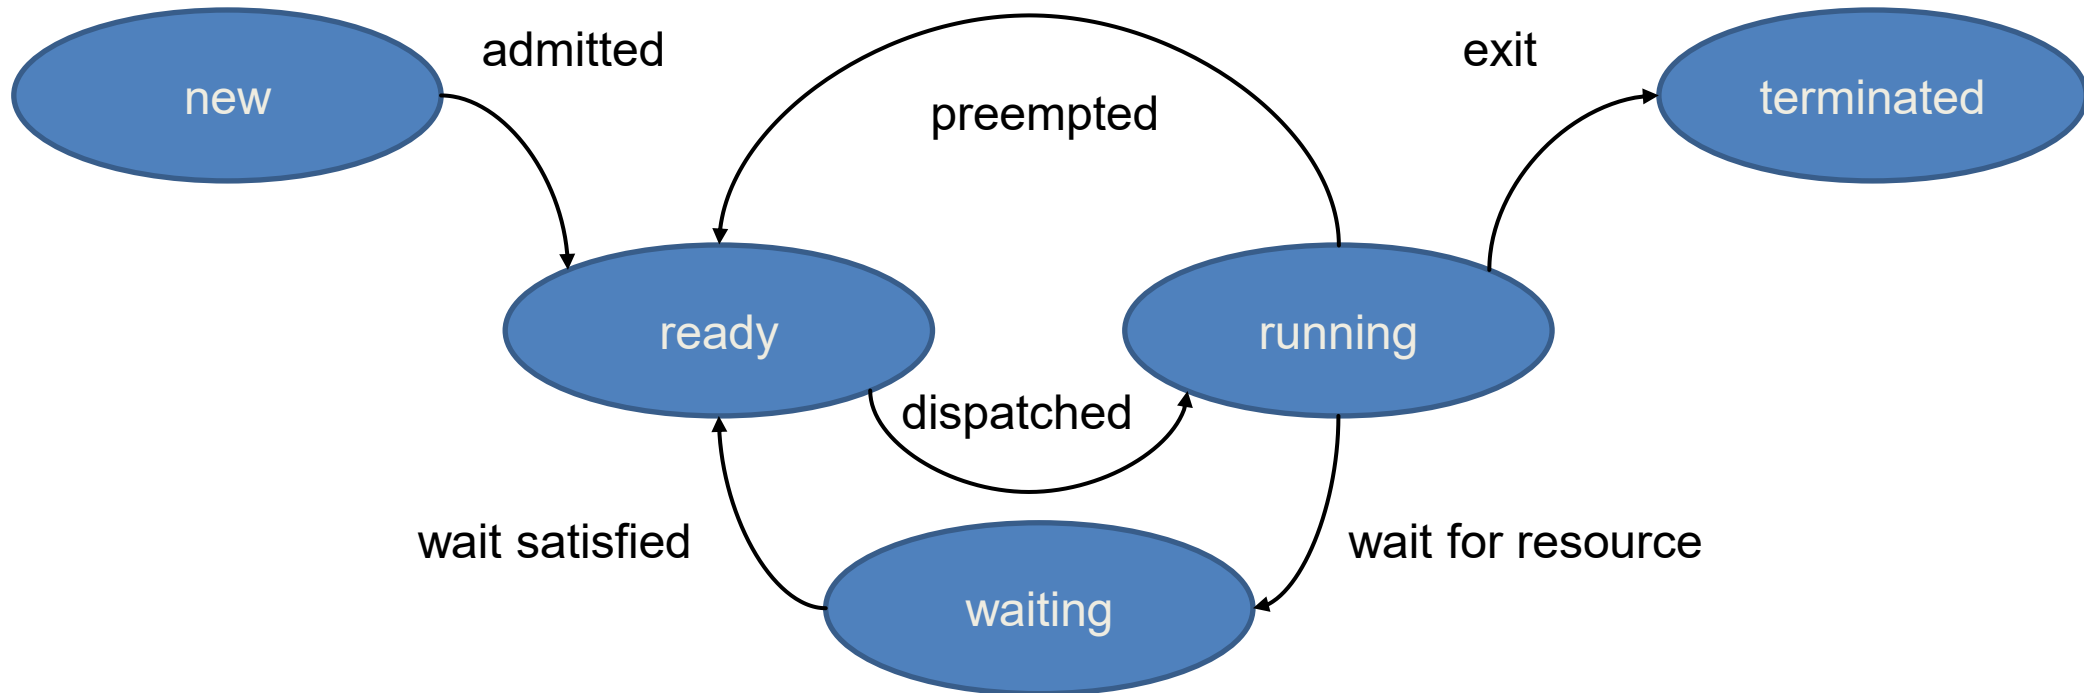 admitted
exit
new
terminated
preempted
ready
running
dispatched
wait satisfied
wait for resource
waiting